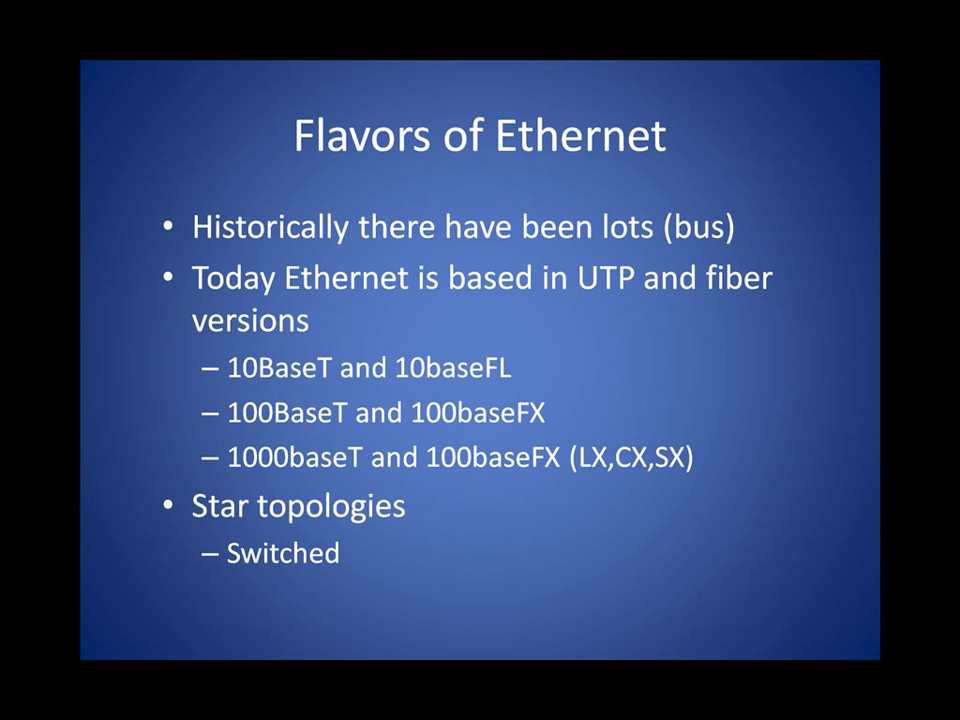 Flavors of Ethernet
• Historically there have been lots (bus)
• Today Ethernet is based in UTP and fiber
versions
– 10BaseT and 10baseFL
– 100BaseT and 100baseFX
– 1000baseT and 100baseFX (LX,CX,SX)
• Star topologies
– Switched